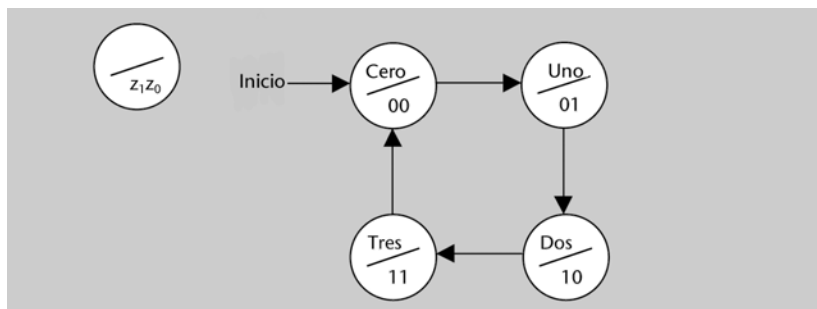 z₁z₀
Inicio
Cero
00
Uno
01
Tres
11
Dos
10